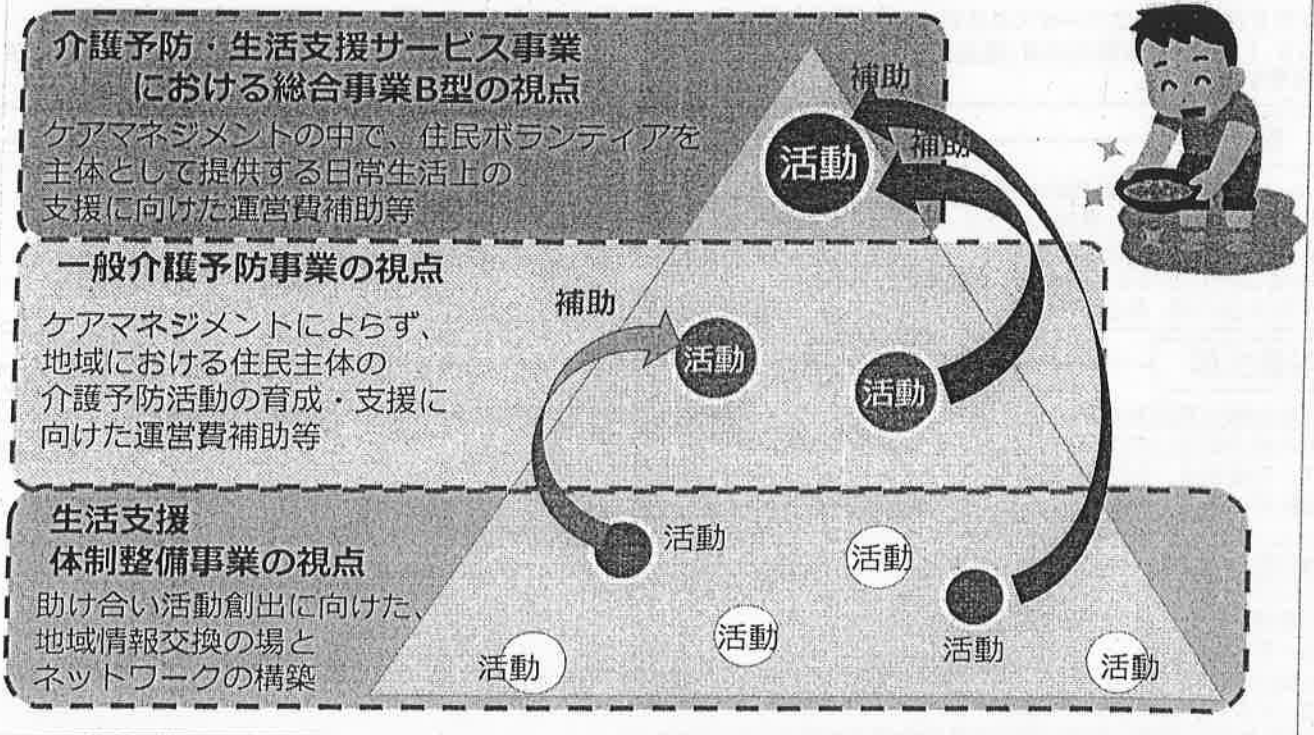 介護予防・生活支援サービス事業
における総合事業B型の視点
ケアマネジメントの中で、住民ボランティアを
主体として提供する日常生活上の
支援に向けた運営費補助等
補助
補助
活動
一般介護予防事業の視点
ケアマネジメントによらず、
地域における住民主体の
介護予防活動の育成・支援に
向けた運営費補助等
補助
活動
活動
生活支援
体制整備事業の視点
助け合い活動創出に向けた、
地域情報交換の場と
ネットワークの構築
活動
活動
活動
活動
活動
活動